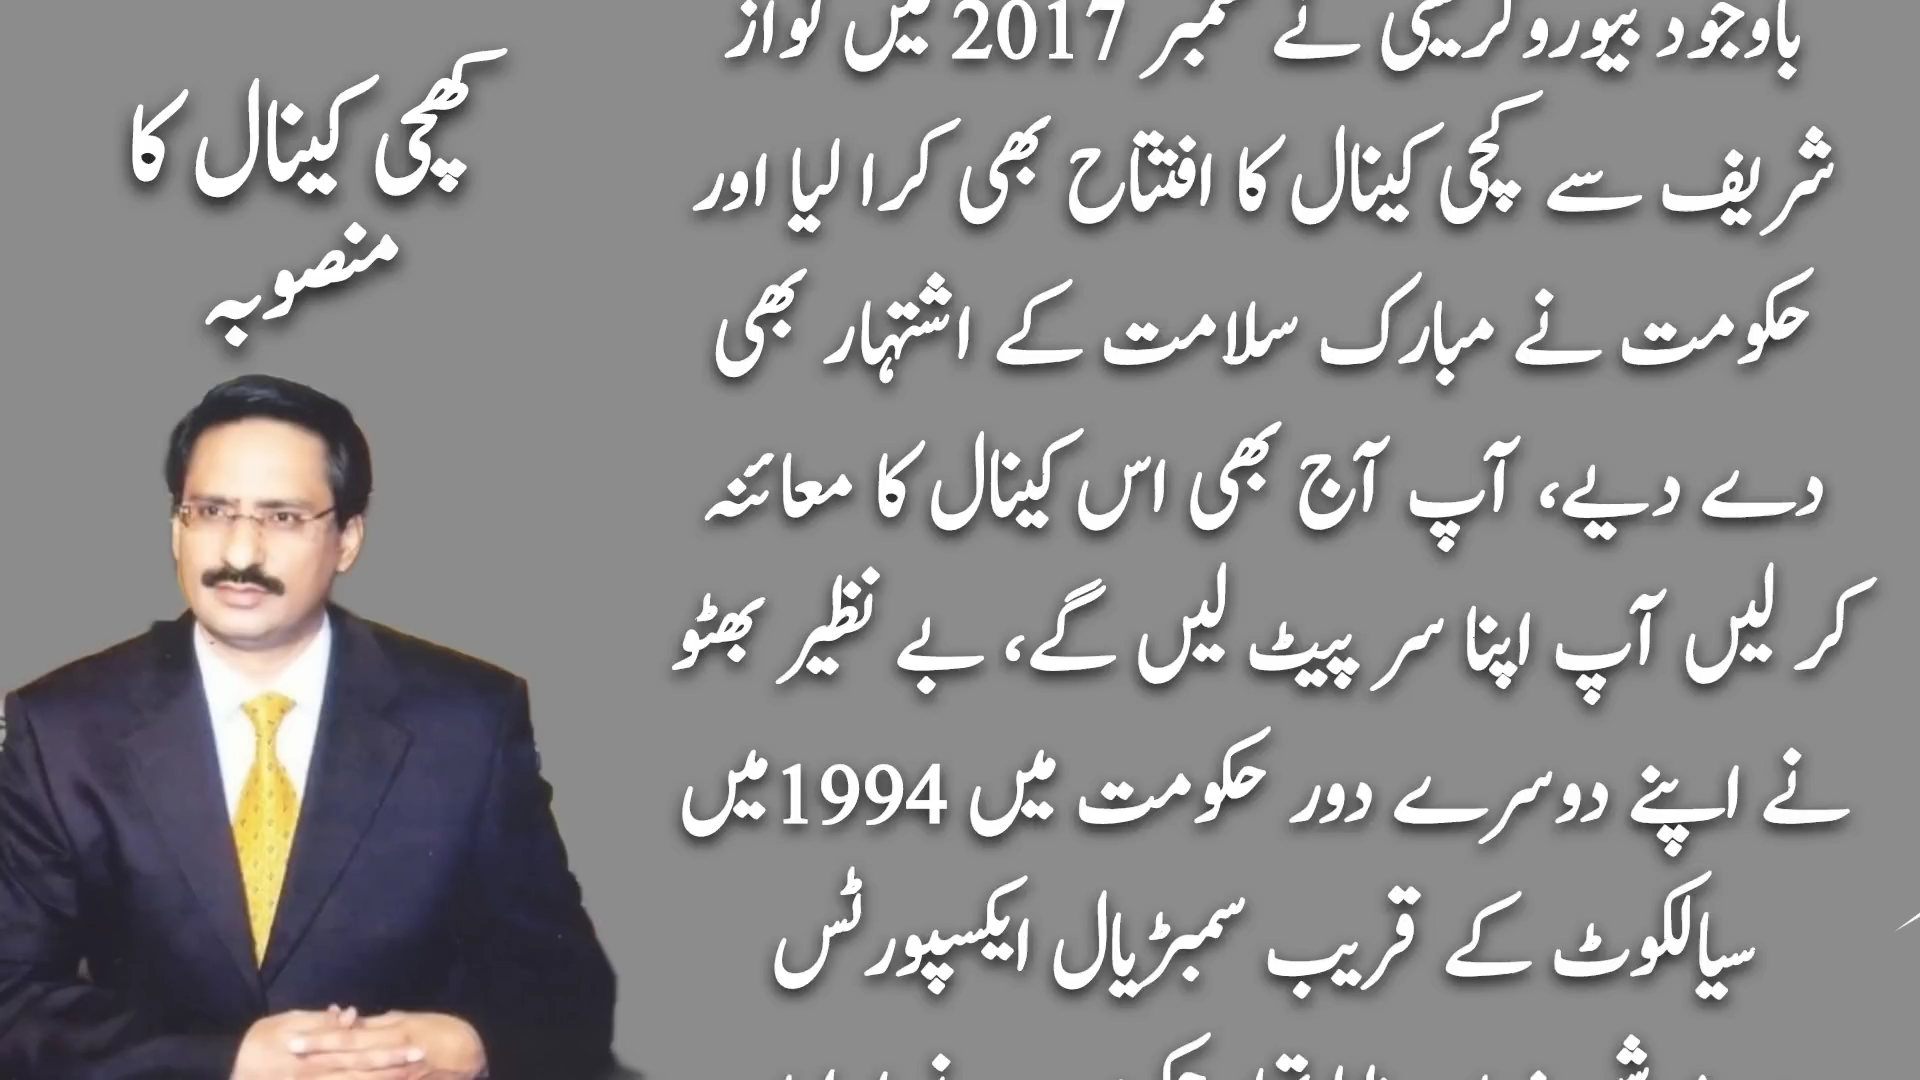 کچھی کینال کا
منصوبہ
باوجود بیوروکریسی نے ستمبر 2017 میں نواز
شریف سے کچی کینال کا افتتاح بھی کرا لیا اور
حکومت نے مبارک سلامت کے اشتہار بھی
دے دیے، آپ آج بھی اس کینال کا معائنہ
کر لیں آپ اپنا سر پیٹ لیں گے، بے نظیر بھٹو
نے اپنے دوسرے دور حکومت میں 1994میں
سیالکوٹ کے قریب سمبڑیال ایکسپورٹس